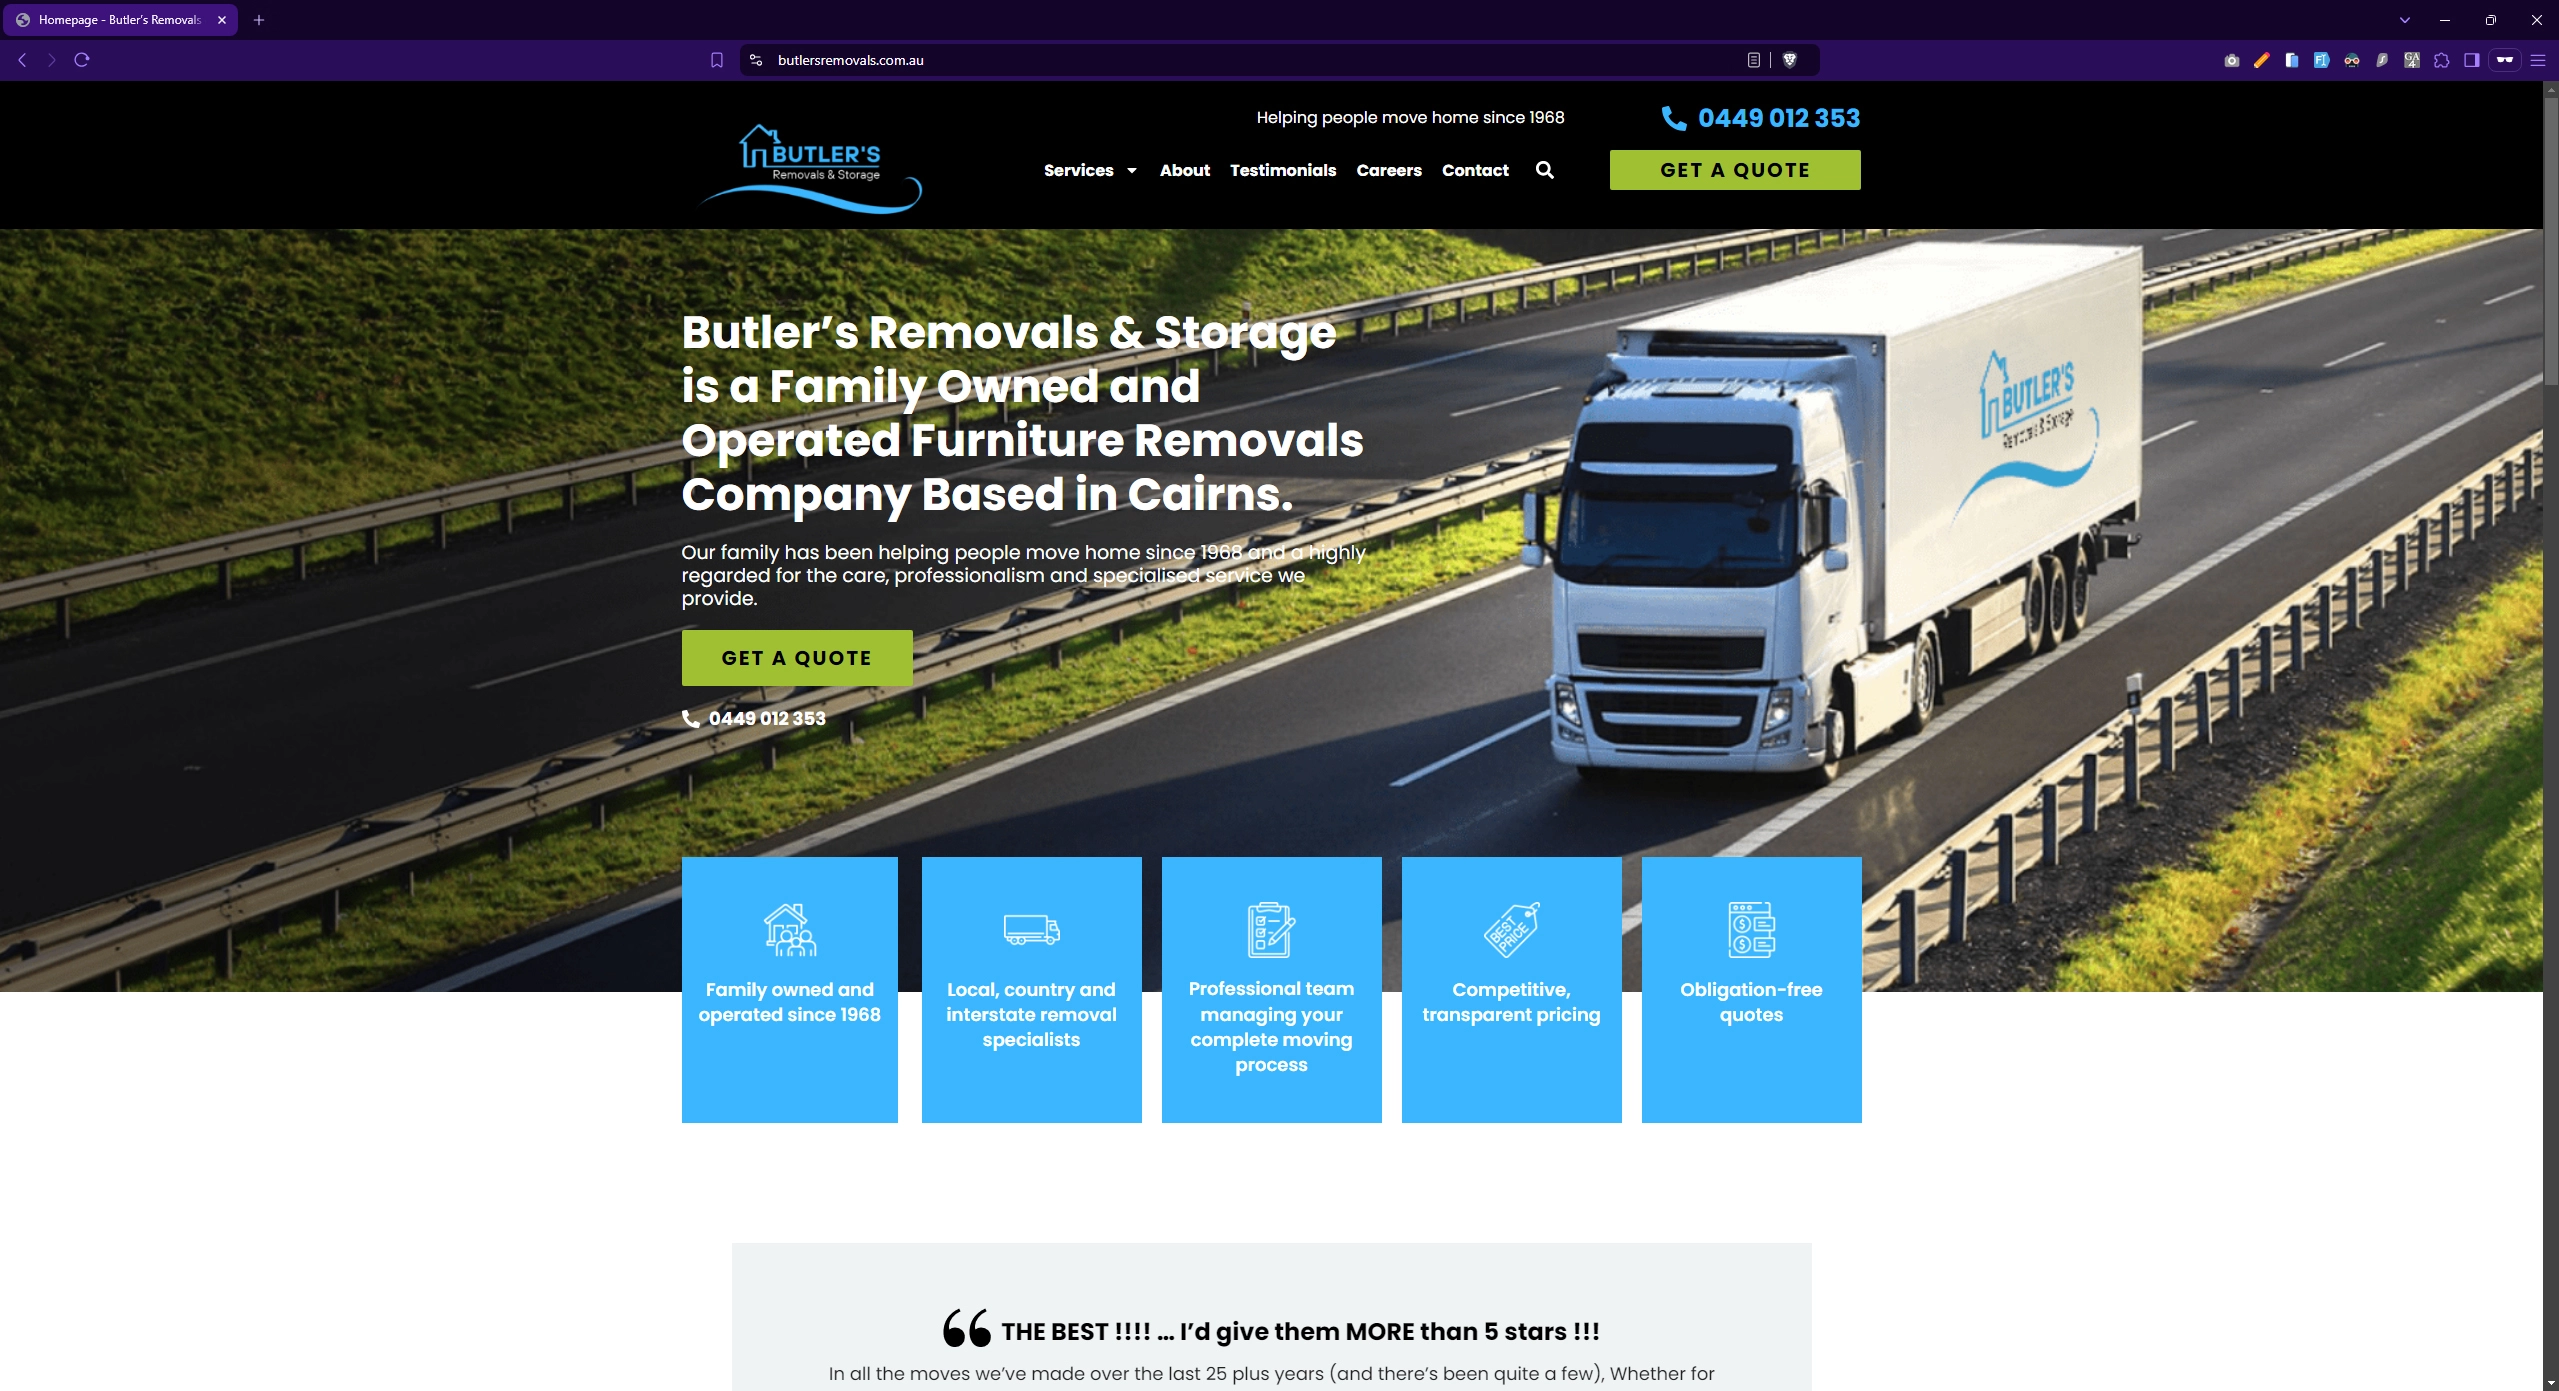 Homepage - Butler's Removals
butlersremovals.com.au
BUTLER'S
Removals & Storage
Helping people move home since 1968
0449 012 353
Services
About
Testimonials
Careers
Contact
GET A QUOTE
Butler’s Removals & Storage
is a Family Owned and
Operated Furniture Removals
Company Based in Cairns.
Our family has been helping people move home since 1968 and a highly
regarded for the care, professionalism and specialised service we
provide.
GET A QUOTE
0449 012 353
BUTLER'S
Removals & Storage
Family owned and
operated since 1968
Local, country and
interstate removal
specialists
Professional team
managing your
complete moving
process
BEST
PRICE
Competitive,
transparent pricing
Obligation-free
quotes
THE BEST !!!! … I’d give them MORE than 5 stars !!!
In all the moves we’ve made over the last 25 plus years (and there’s been quite a few), Whether for